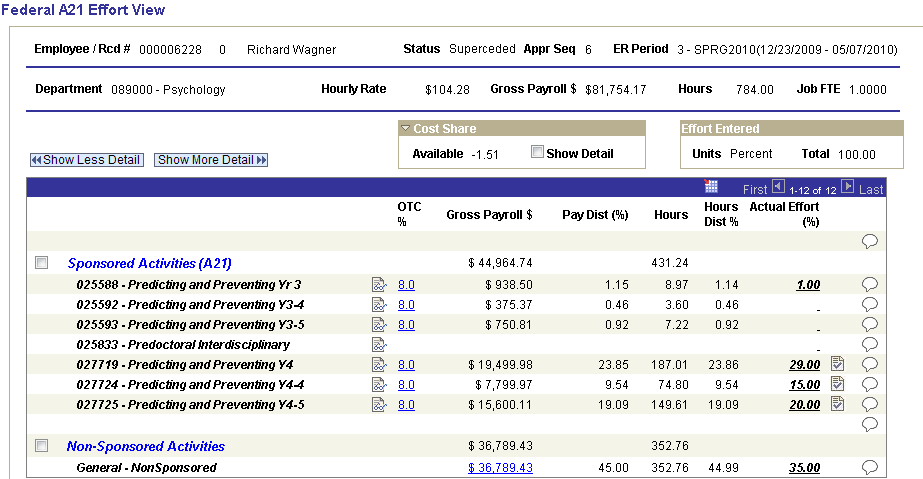 Federal A21 Effort View
Employee / Rcd # 000006228 0 Richard Wagner Status Superceded Appr Seq 6 ER Period 3 - SPRG2010(12/23/2009 - 05/07/2010)
Department 089000 - Psychology Hourly Rate $104.28 Gross Payroll $ $81,754.17 Hours 784.00 Job FTE 1.0000
Cost Share Effort Entered
Show Less Detail Show More Detail Available -1.51 Show Detail Units Percent Total 100.00
First 1-12 of 12 Last
OTC % Gross Payroll $ Pay Dist (%) Hours Hours Dist % Actual Effort (%)
Sponsored Activities (A21) $ 44,964.74 431.24
025588 - Predicting and Preventing Yr 3 8.0 $ 938.50 1.15 8.97 1.14 1.00
025592 - Predicting and Preventing Y3-4 8.0 $ 375.37 0.46 3.60 0.46
025593 - Predicting and Preventing Y3-5 8.0 $ 750.81 0.92 7.22 0.92
025833 - Predoctoral Interdisciplinary
027719 - Predicting and Preventing Y4 8.0 $ 19,499.98 23.85 187.01 23.86 29.00
027724 - Predicting and Preventing Y4-4 8.0 $ 7,799.97 9.54 74.80 9.54 15.00
027725 - Predicting and Preventing Y4-5 8.0 $ 15,600.11 19.09 149.61 19.09 20.00
Non-Sponsored Activities $ 36,789.43 352.76
General - NonSponsored $ 36,789.43 45.00 352.76 44.99 35.00